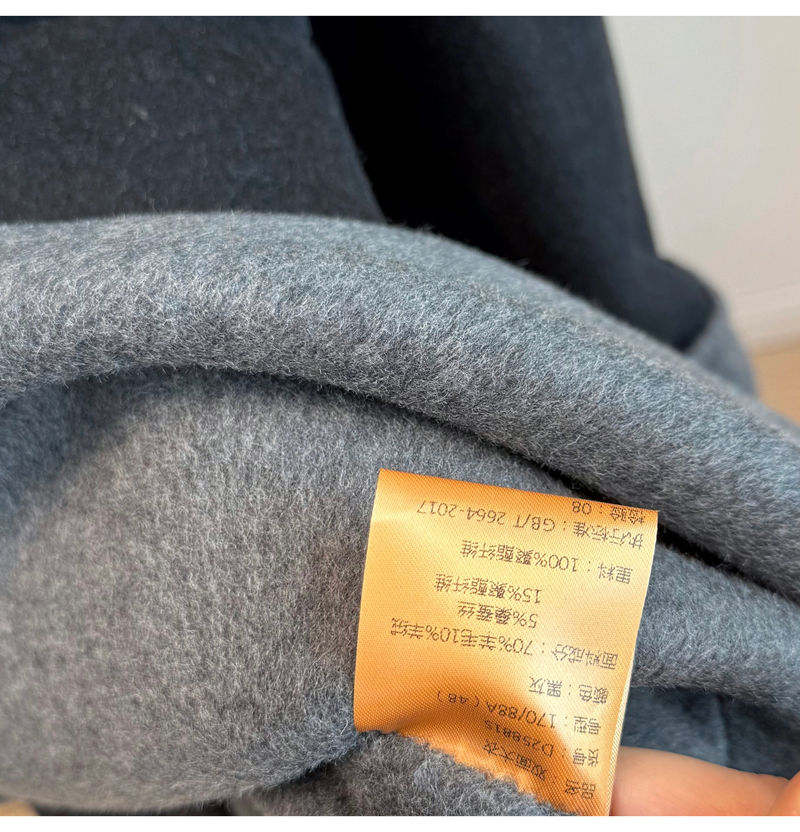 品名：双面大衣
货号：D25881S
号型：170/88A（48）
颜色：黑灰
面料成分：70%羊毛10%羊绒
5%桑蚕丝
15%聚酯纤维
里料：100%聚酯纤维
执行标准：GB/T 2664-2017
检验：08